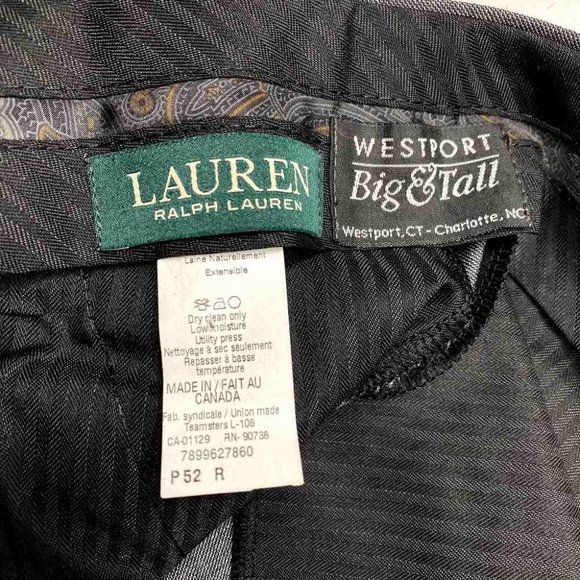 LAUREN
RALPH LAUREN
WESTPORT
Big & Tall
Westport, CT - Charlotte, NC
Laine Naturellement
Extensible
Dry clean only
Low moisture
Utility press
Nettoyage à sec seulement
Repasser à basse
température
MADE IN / FAIT AU
CANADA
Fab. syndicale / Union made
Teamsters L-106
CA-01129 RN-90736
7899627860
P 52 R